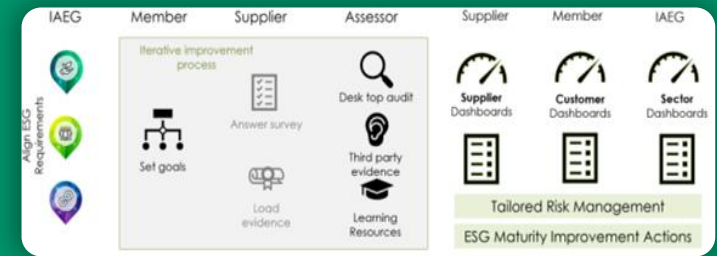 IAEG
Member
Supplier
Assessor
Supplier
Member
IAEG
Align ESG
Requirements
Iterative improvement
process
Set goals
Answer survey
Load
evidence
Desk top audit
Third party
evidence
Learning
Resources
Supplier
Dashboards
Customer
Dashboards
Sector
Dashboards
Tailored Risk Management
ESG Maturity Improvement Actions